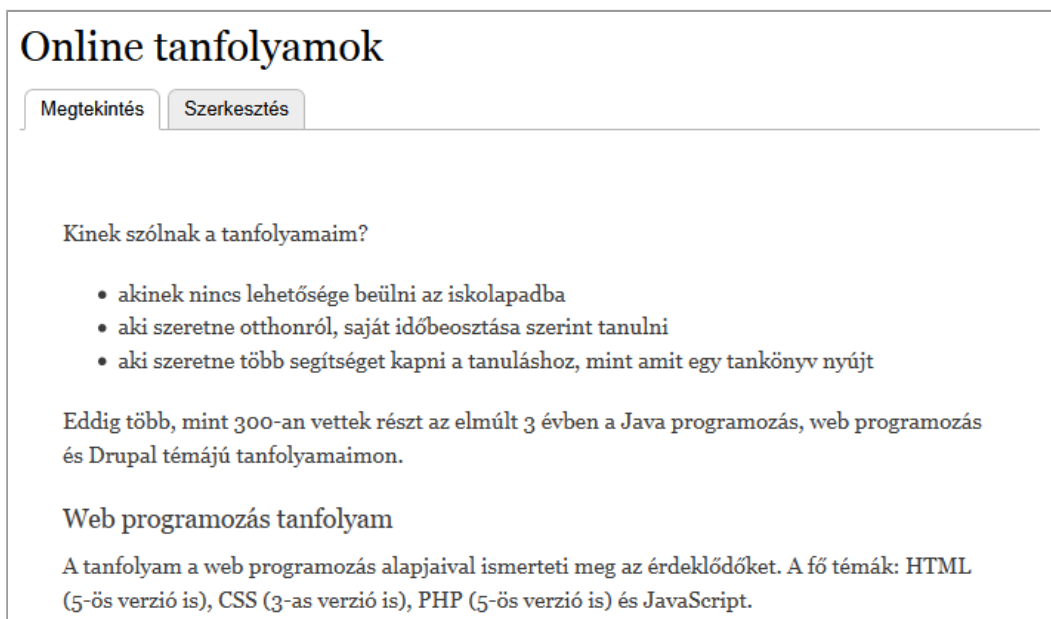 Online tanfolyamok
Megtekintés Szerkesztés
Kinek szólnak a tanfolyamaim?
• akinek nincs lehetősége beülni az iskolapadba
• aki szeretne otthonról, saját időbeosztása szerint tanulni
• aki szeretne több segítséget kapni a tanuláshoz, mint amit egy tankönyv nyújt
Eddig több, mint 300-an vettek részt az elmúlt 3 évben a Java programozás, web programozás
és Drupal témájú tanfolyamaimon.
Web programozás tanfolyam
A tanfolyam a web programozás alapjaival ismerteti meg az érdeklődőket. A fő témák: HTML
(5-ös verzió is), CSS (3-as verzió is), PHP (5-ös verzió is) és JavaScript.